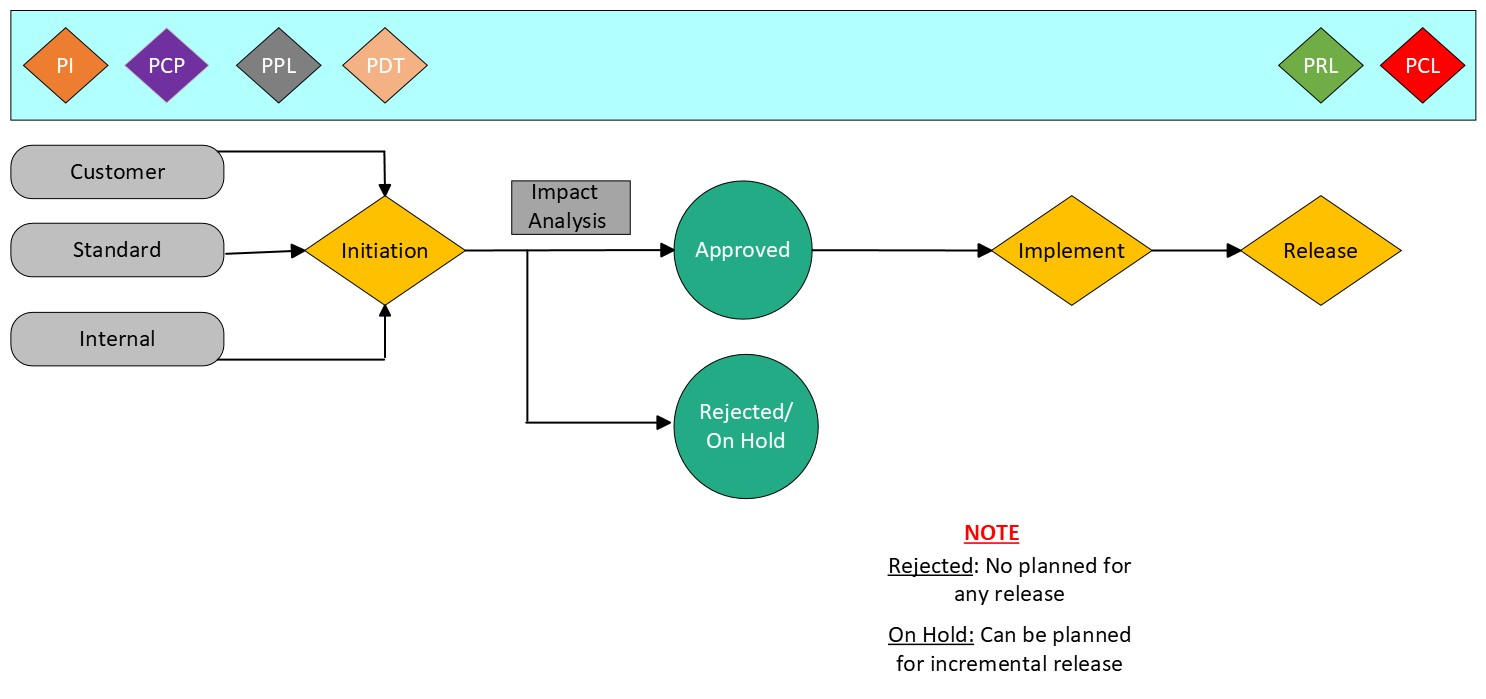 PI
PCP
PPL
PDT
PRL
PCL
Customer
Standard
Internal
Initiation
Impact
Analysis
Approved
Implement
Release
Rejected/
On Hold
NOTE
Rejected: No planned for
any release
On Hold: Can be planned
for incremental release